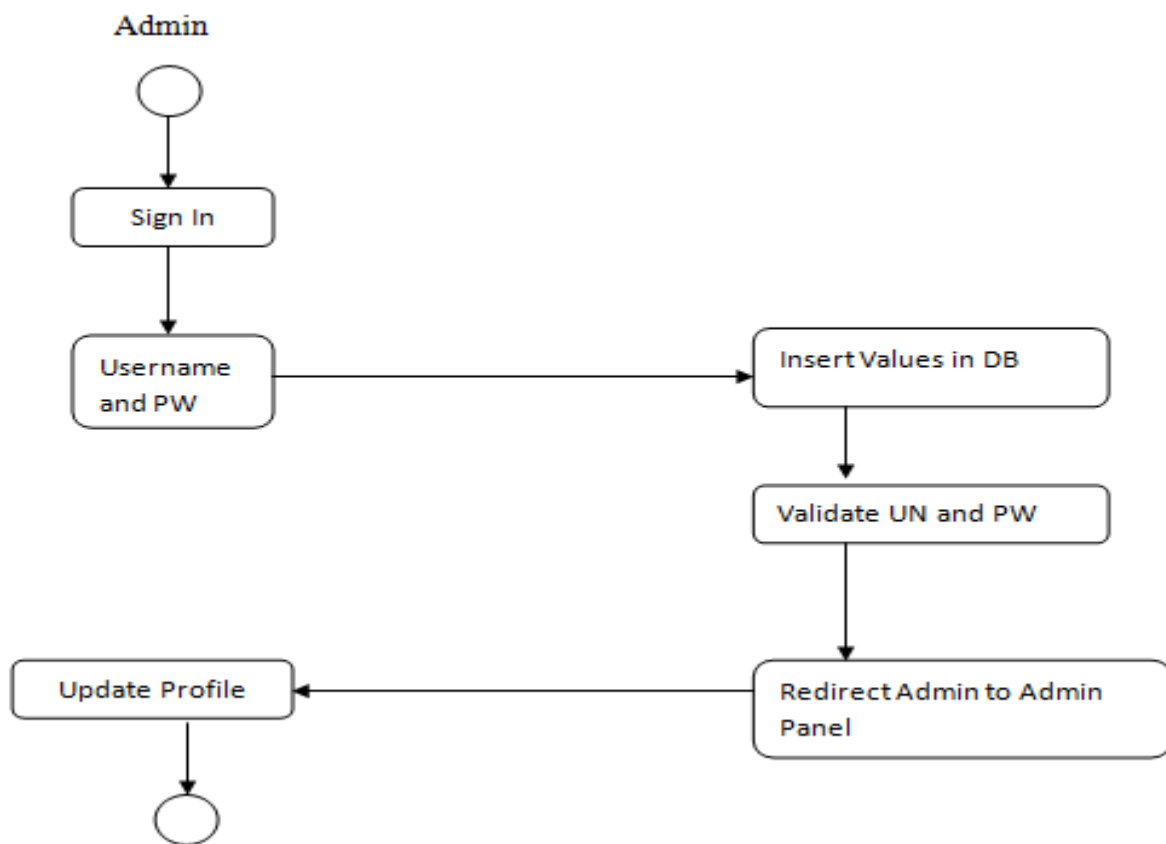 Admin
Sign In
Username
and PW
Insert Values in DB
Validate UN and PW
Redirect Admin to Admin
Panel
Update Profile